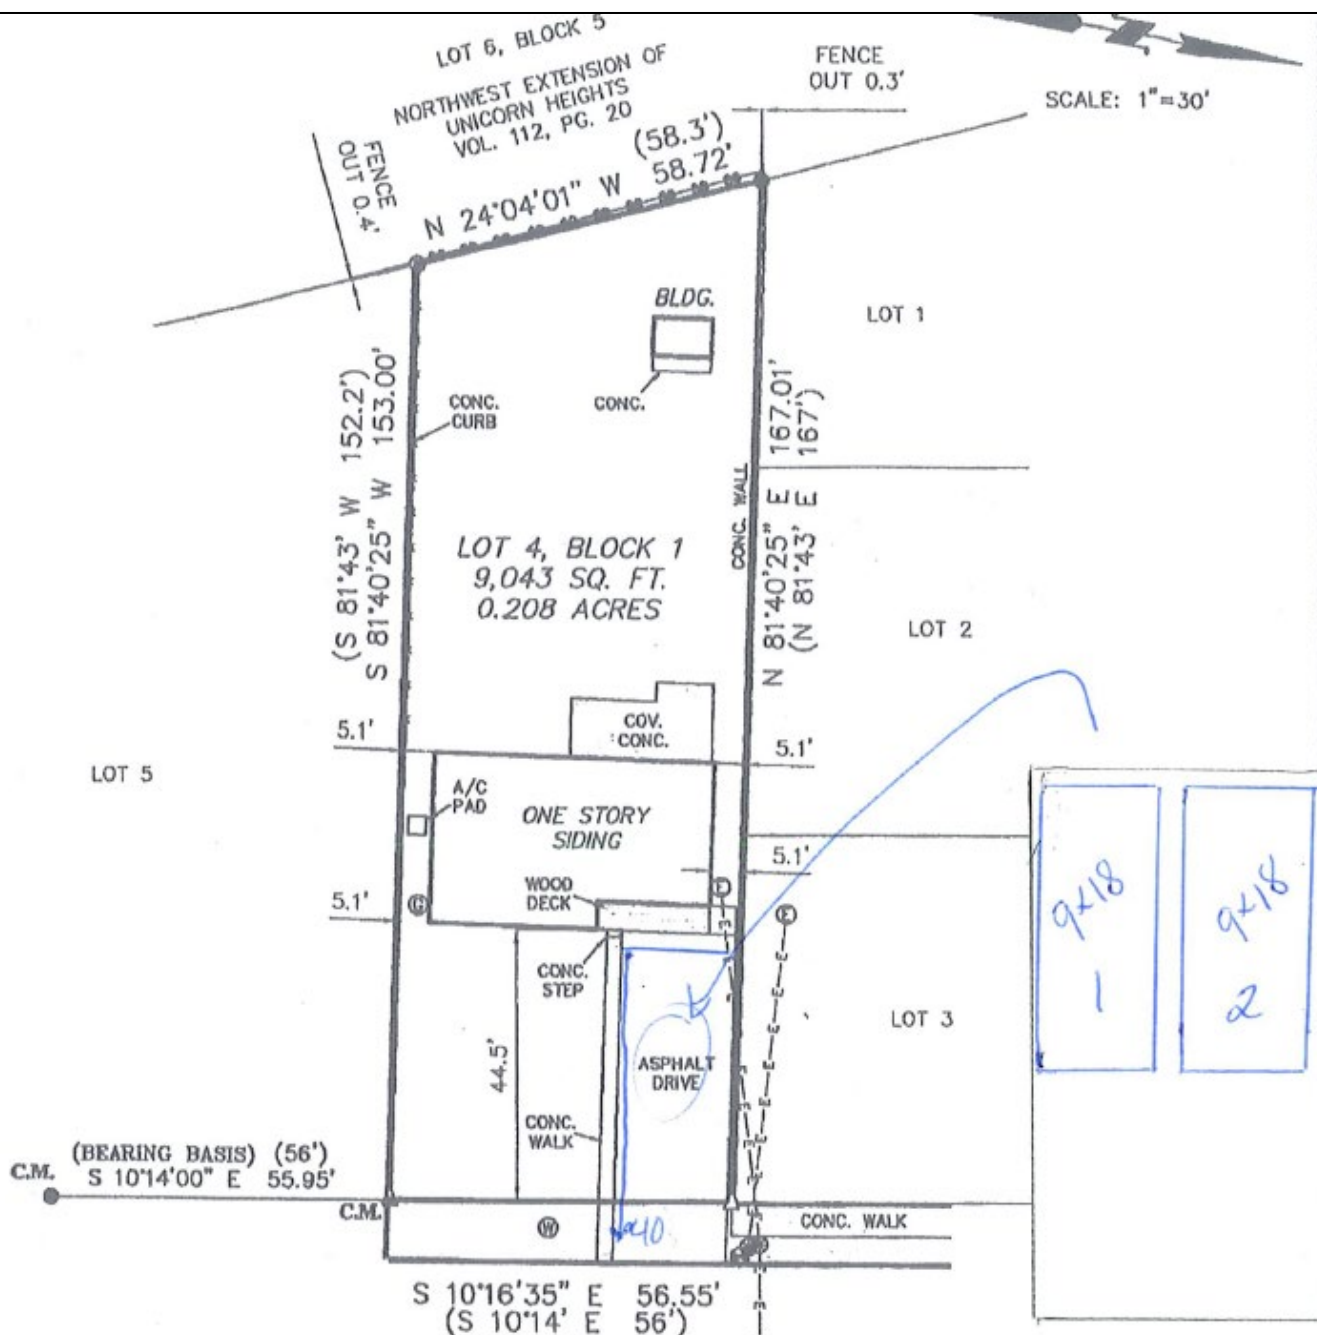 LOT 6, BLOCK 5
NORTHWEST EXTENSION OF
UNICORN HEIGHTS
VOL. 112, PG. 20
FENCE
OUT 0.3'
SCALE: 1"=30'
FENCE
OUT 0.4'
(58.3')
N 24°04'01" W 58.72'
BLDG.
LOT 1
CONC.
CURB
CONC.
(S 81°43' W 152.2')
S 81°40'25" W 153.00'
CONC. WALL
N 81°40'25" E 167.01'
(N 81°43' E 167')
LOT 4, BLOCK 1
9,043 SQ. FT.
0.208 ACRES
LOT 2
COV.
CONC.
5.1'
5.1'
LOT 5
A/C
PAD
ONE STORY
SIDING
5.1'
WOOD
DECK
5.1'
G
9x18
1
9x18
2
CONC.
STEP
LOT 3
44.5'
ASPHALT
DRIVE
CONC.
WALK
(BEARING BASIS) (56')
C.M.
S 10°14'00" E 55.95'
C.M.
W
40
CONC. WALK
S 10°16'35" E 56.55'
(S 10°14' E 56')